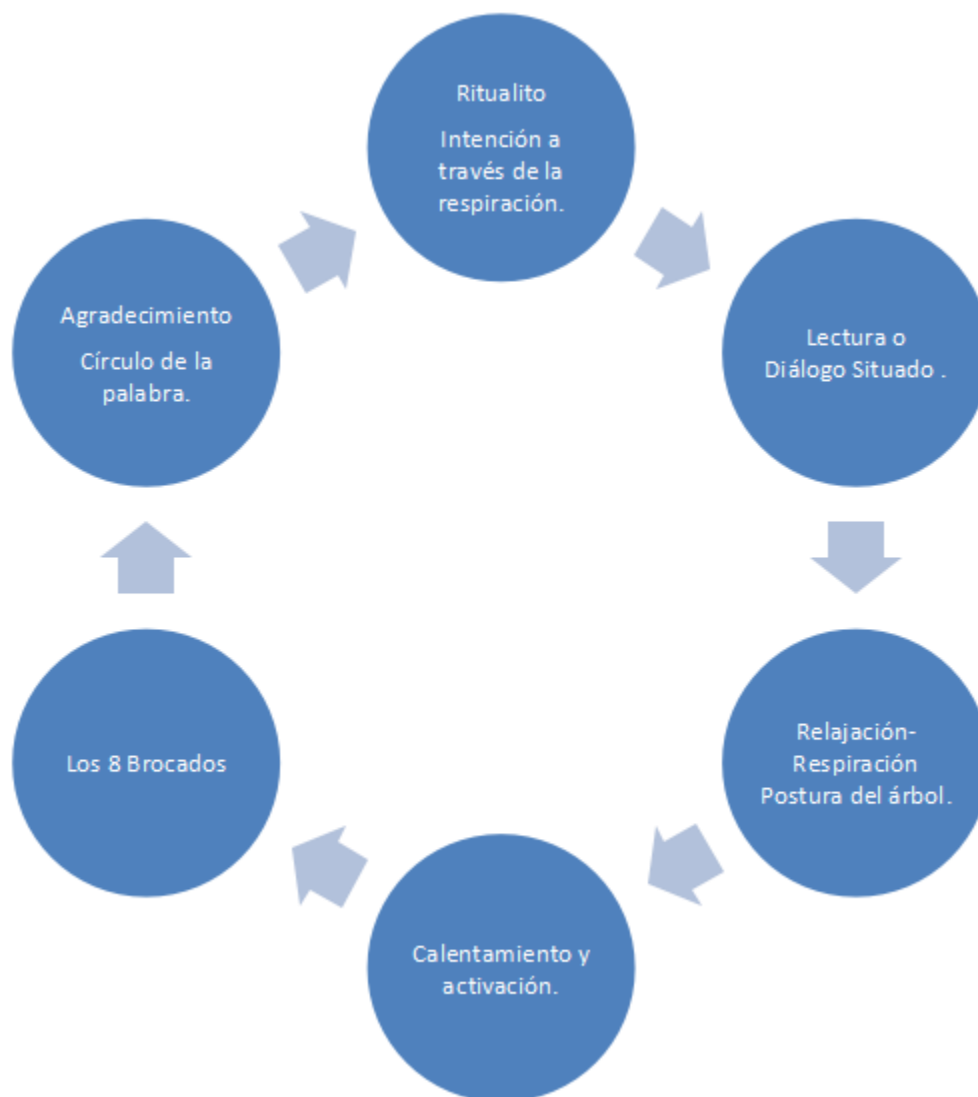 Ritualito
Intención a
través de la
respiración.
Lectura o
Diálogo Situado .
Relajación-
Respiración
Postura del árbol.
Calentamiento y
activación.
Los 8 Brocados
Agradecimiento
Círculo de la
palabra.